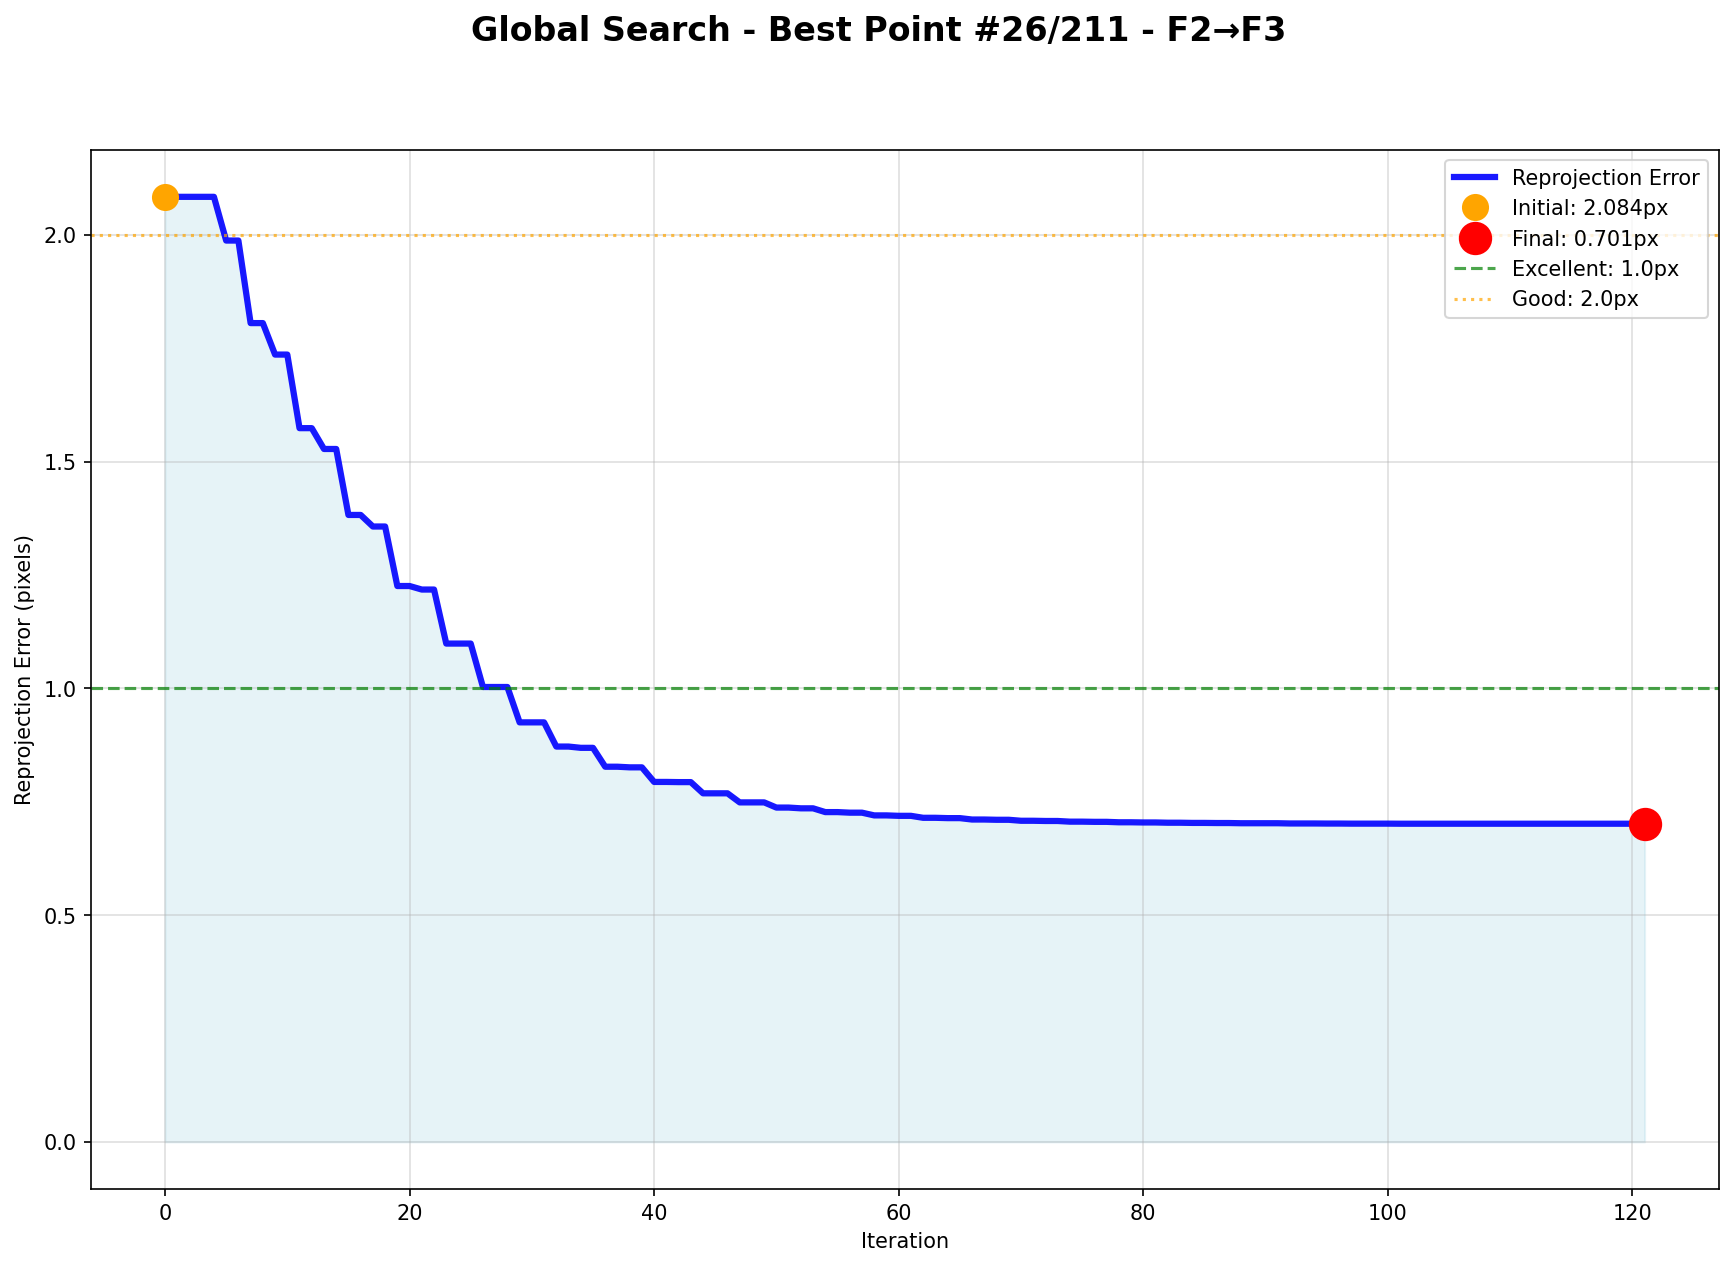 Global Search - Best Point #26/211 - F2→F3
Reprojection Error
Initial: 2.084px
Final: 0.701px
Excellent: 1.0px
Good: 2.0px
Reprojection Error (pixels)
2.0
1.5
1.0
0.5
0.0
0 20 40 60 80 100 120
Iteration